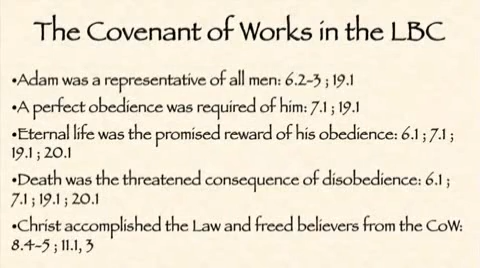 The Covenant of Works in the LBC
•Adam was a representative of all men: 6.2-3 ; 19.1
•A perfect obedience was required of him: 7.1 ; 19.1
•Eternal life was the promised reward of his obedience: 6.1 ; 7.1 ;
19.1 ; 20.1
•Death was the threatened consequence of disobedience: 6.1 ;
7.1 ; 19.1 ; 20.1
•Christ accomplished the Law and freed believers from the CoW:
8.4-5 ; 11.1, 3